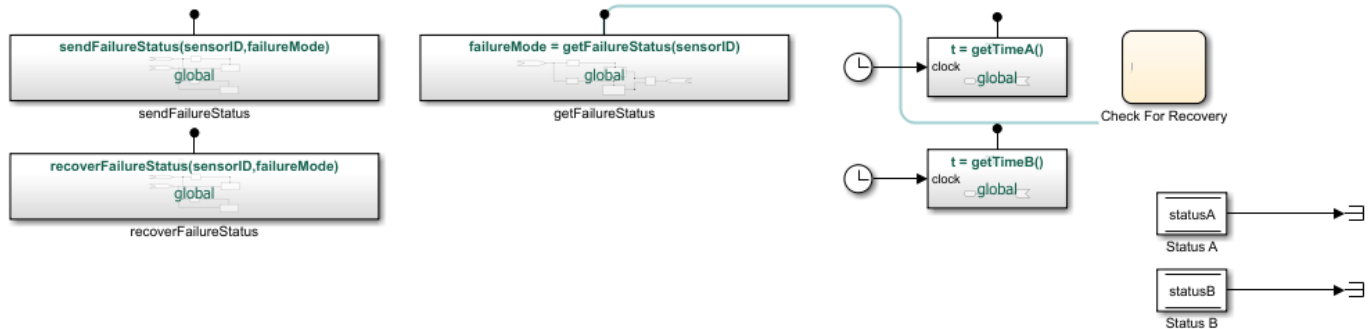 sendFailureStatus(sensorID,failureMode)
global
sendFailureStatus
failureMode = getFailureStatus(sensorID)
global
getFailureStatus
t = getTimeA()
clock
global
Check For Recovery
recoverFailureStatus(sensorID,failureMode)
global
recoverFailureStatus
t = getTimeB()
clock
global
statusA
Status A
statusB
Status B